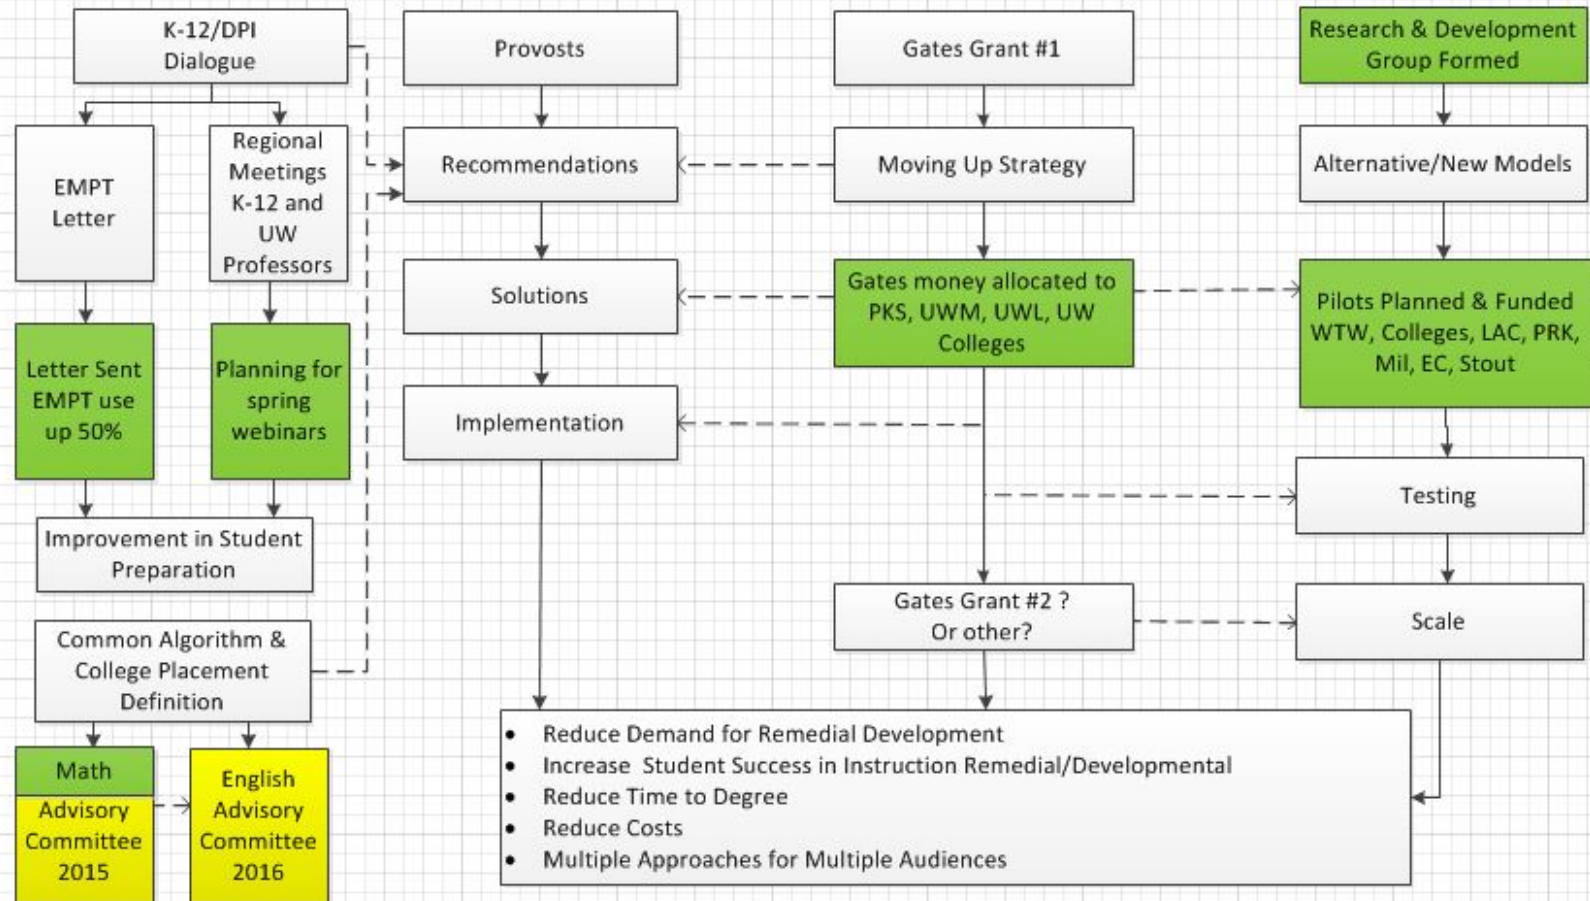 K-12/DPI
Dialogue
Provosts
Gates Grant #1
Research & Development
Group Formed
EMPT
Letter
Regional
Meetings
K-12 and
UW
Professors
Recommendations
Moving Up Strategy
Alternative/New Models
Solutions
Gates money allocated to
PKS, UWM, UWL, UW
Colleges
Pilots Planned & Funded
WTW, Colleges, LAC, PRK,
Mil, EC, Stout
Letter Sent
EMPT use
up 50%
Planning for
spring
webinars
Implementation
Testing
Improvement in Student
Preparation
Gates Grant #2 ?
Or other?
Scale
Common Algorithm &
College Placement
Definition
Math
Advisory
Committee
2015
English
Advisory
Committee
2016
• Reduce Demand for Remedial Development
• Increase  Student Success in Instruction Remedial/Developmental
• Reduce Time to Degree
• Reduce Costs
• Multiple Approaches for Multiple Audiences